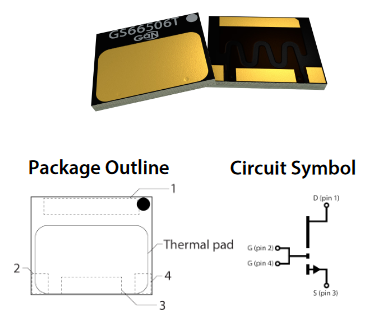 GS66506T
GaN
Package Outline
Circuit Symbol
1
D (pin 1)
Thermal pad
G (pin 2)
G (pin 4)
2
4
3
S (pin 3)